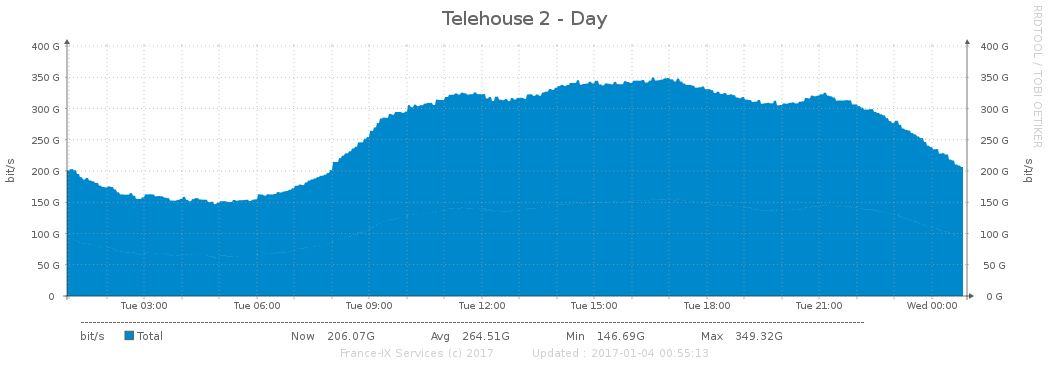 Telehouse 2 - Day
RRDTOOL / TOBI OETIKER
bit/s
400 G
350 G
300 G
250 G
200 G
150 G
100 G
50 G
0
400 G
350 G
300 G
250 G
200 G
150 G
100 G
50 G
0 G
bit/s
Tue 03:00 Tue 06:00 Tue 09:00 Tue 12:00 Tue 15:00 Tue 18:00 Tue 21:00 Wed 00:00
bit/s Total Now 206.07G Avg 264.51G Min 146.69G Max 349.32G
France-IX Services (c) 2017 Updated : 2017-01-04 00:55:13